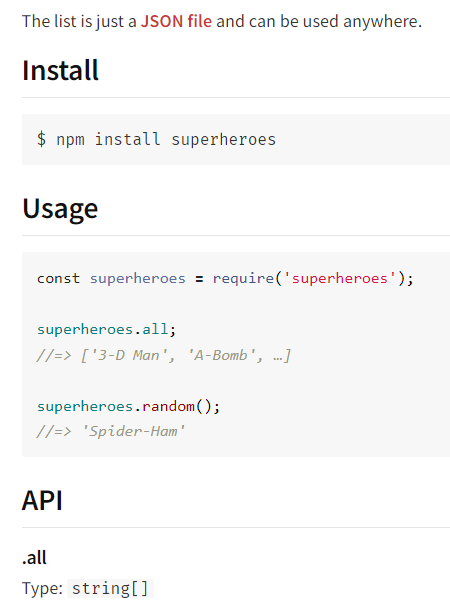 The list is just a JSON file and can be used anywhere.
Install
$ npm install superheroes
Usage
const superheroes = require('superheroes');
superheroes.all;
//=> ['3-D Man', 'A-Bomb', …]
superheroes.random();
//=> 'Spider-Ham'
API
.all
Type: string[]